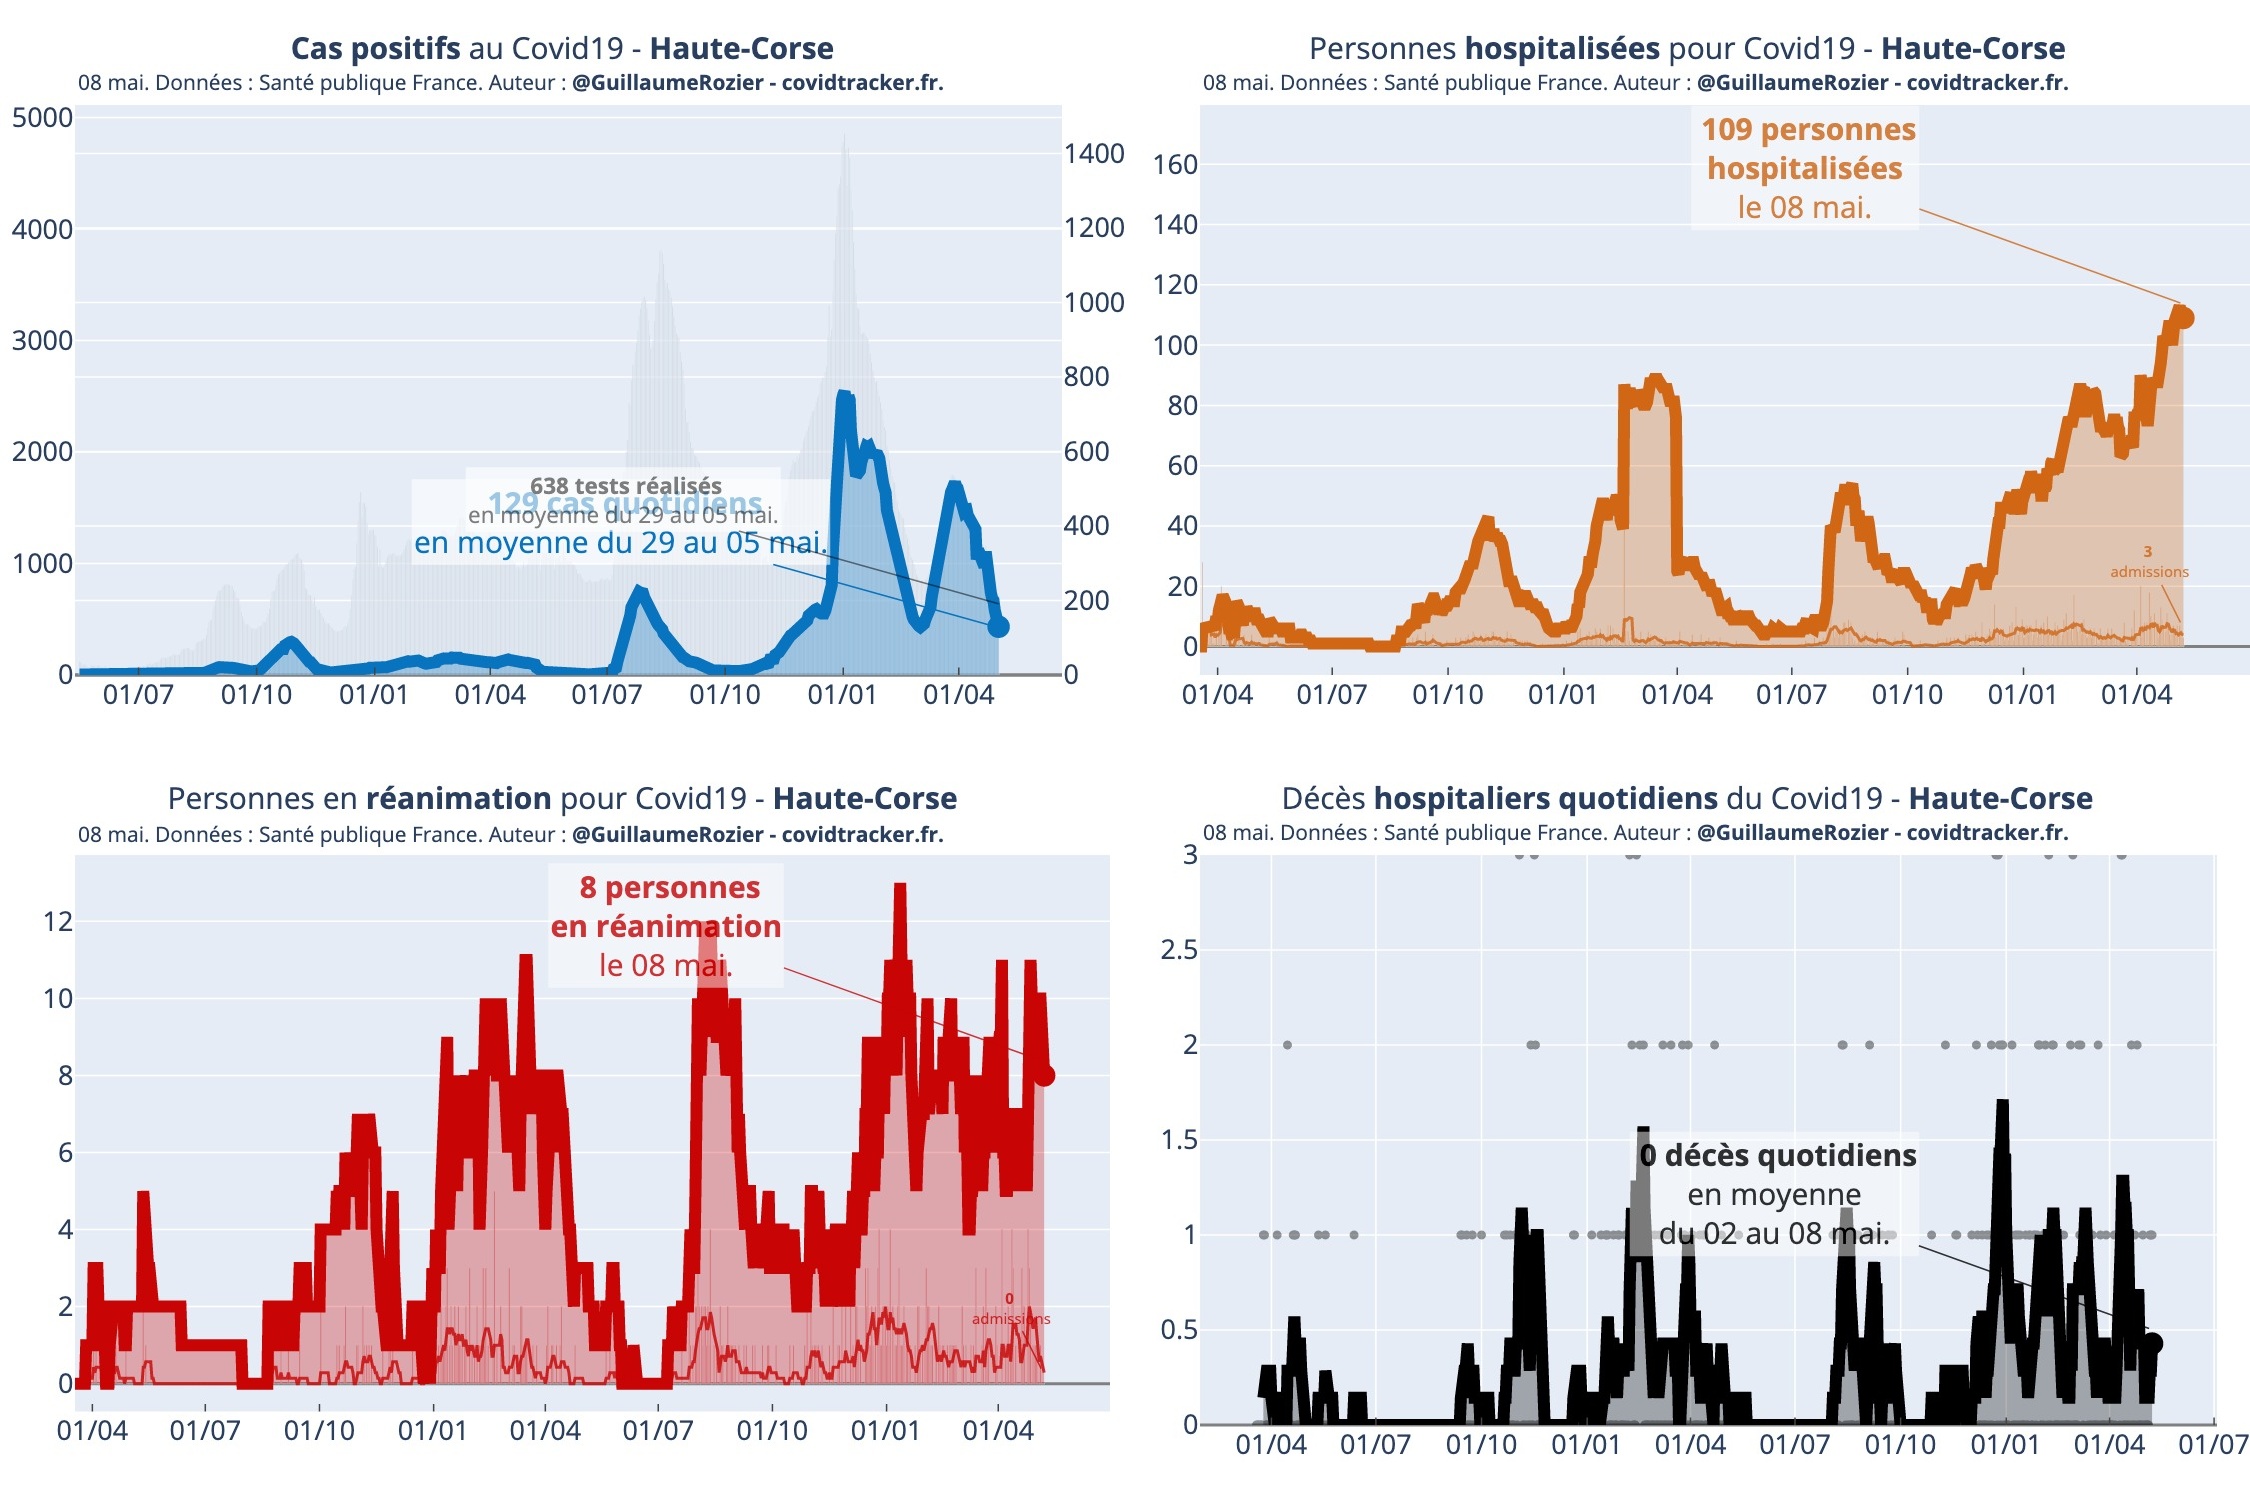 Cas positifs au Covid19 - Haute-Corse
08 mai. Données : Santé publique France. Auteur : @GuillaumeRozier - covidtracker.fr.
5000
4000
3000
2000
1000
0
1400
1200
1000
800
600
400
200
0
638 tests réalisés
en moyenne du 29 au 05 mai.
129 cas quotidiens
en moyenne du 29 au 05 mai.
01/07 01/10 01/01 01/04 01/07 01/10 01/01 01/04
Personnes hospitalisées pour Covid19 - Haute-Corse
08 mai. Données : Santé publique France. Auteur : @GuillaumeRozier - covidtracker.fr.
109 personnes
hospitalisées
le 08 mai.
160
140
120
100
80
60
40
20
0
3
admissions
01/04 01/07 01/10 01/01 01/04 01/07 01/10 01/01 01/04
Personnes en réanimation pour Covid19 - Haute-Corse
08 mai. Données : Santé publique France. Auteur : @GuillaumeRozier - covidtracker.fr.
8 personnes
en réanimation
le 08 mai.
12
10
8
6
4
2
0
0
admissions
01/04 01/07 01/10 01/01 01/04 01/07 01/10 01/01 01/04
Décès hospitaliers quotidiens du Covid19 - Haute-Corse
08 mai. Données : Santé publique France. Auteur : @GuillaumeRozier - covidtracker.fr.
3
2.5
2
1.5
1
0.5
0
0 décès quotidiens
en moyenne
du 02 au 08 mai.
01/04 01/07 01/10 01/01 01/04 01/07 01/10 01/01 01/04 01/07